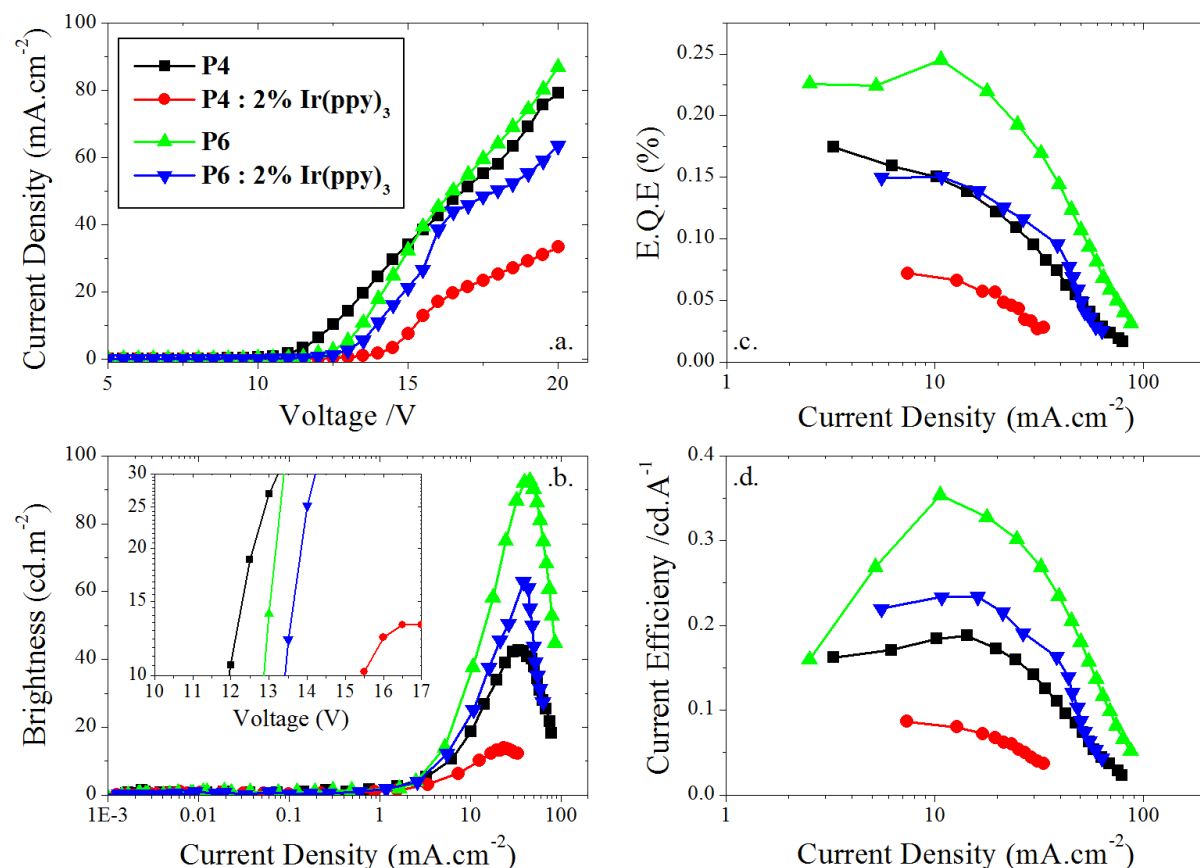 100
80
60
40
20
0
Current Density (mA.cm-2)
P4
P4 : 2% Ir(ppy)3
P6
P6 : 2% Ir(ppy)3
.a.
5
10
15
20
Voltage /V
0.25
0.20
0.15
0.10
0.05
0.00
E.Q.E (%)
.c.
1
10
100
Current Density (mA.cm-2)
100
80
60
40
20
0
Brightness (cd.m-2)
.b.
30
25
20
15
10
10
11
12
13
14
15
16
17
Voltage (V)
1E-3
0.01
0.1
1
10
100
Current Density (mA.cm-2)
0.4
0.3
0.2
0.1
0.0
Current Efficieny /cd.A-1
.d.
1
10
100
Current Density (mA.cm-2)